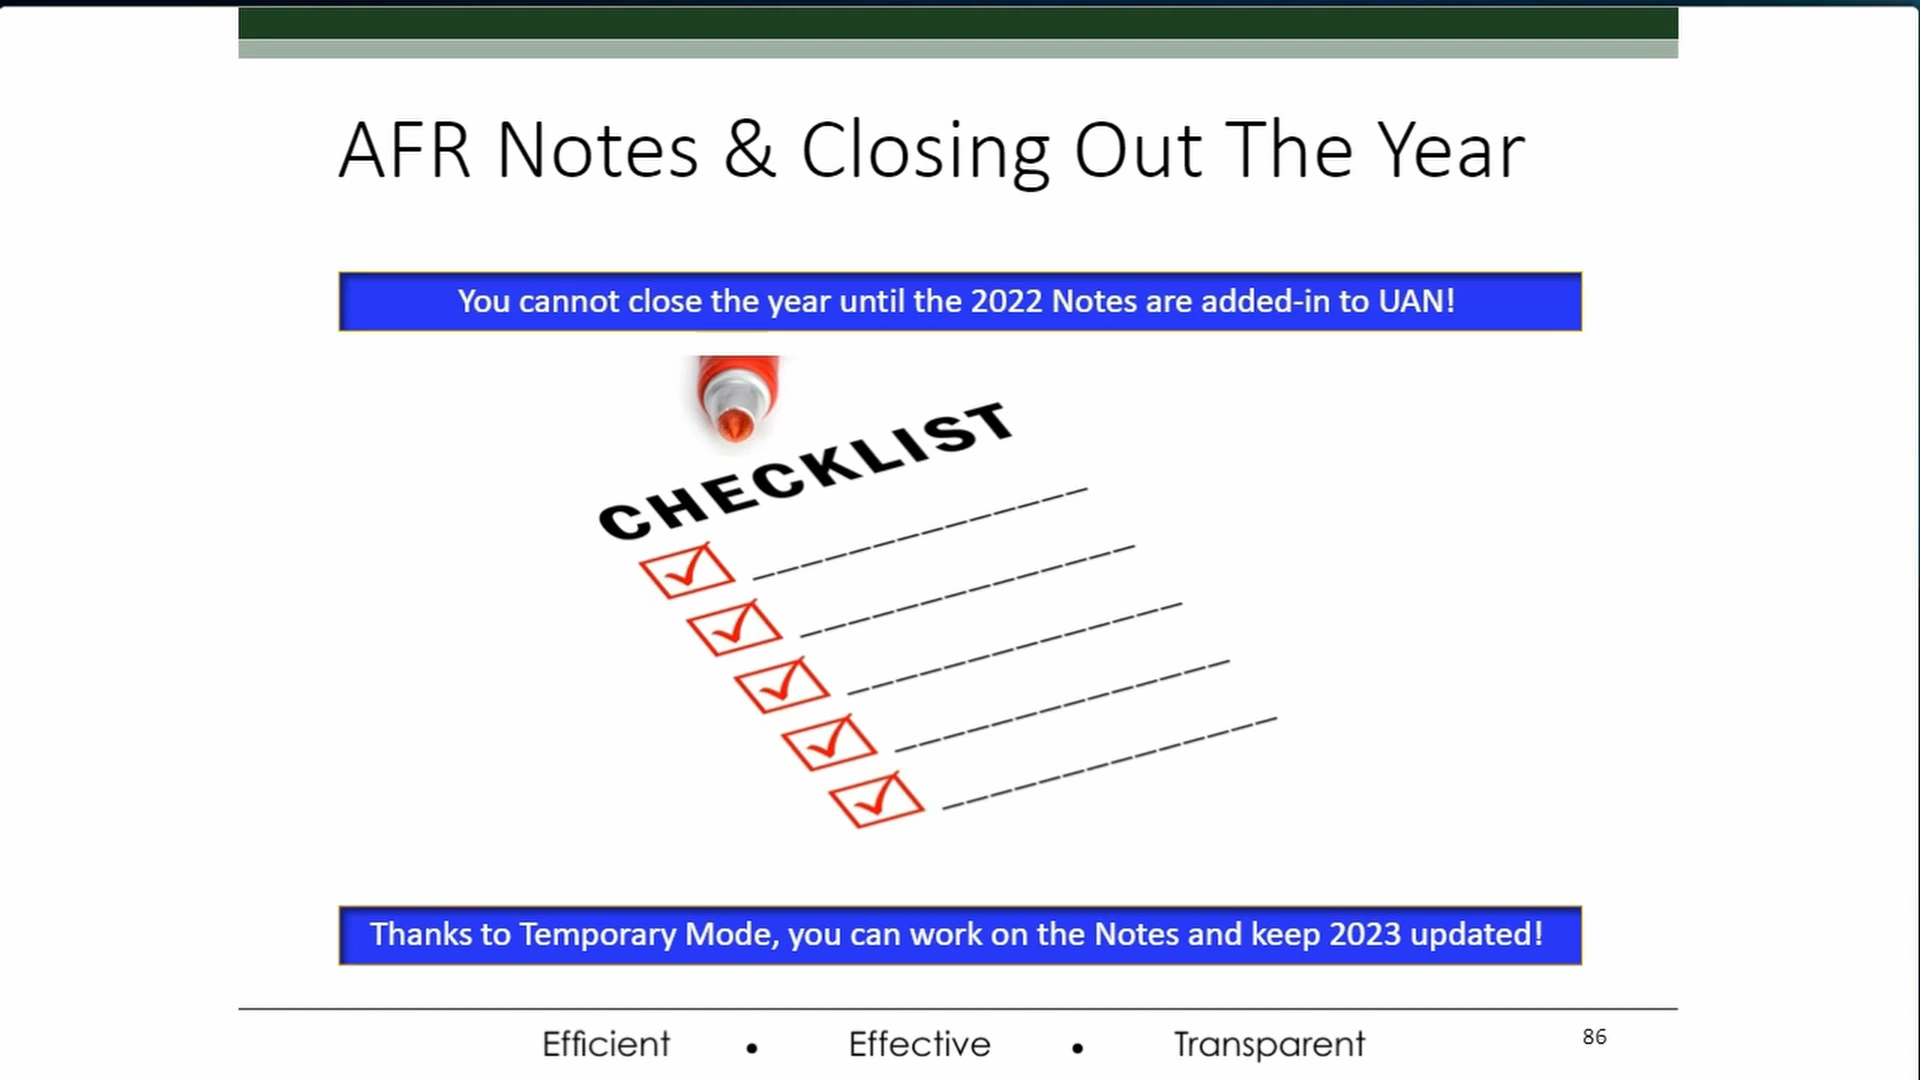 AFR Notes & Closing Out The Year
You cannot close the year until the 2022 Notes are added-in to UAN!
CHECKLIST
Thanks to Temporary Mode, you can work on the Notes and keep 2023 updated!
Efficient • Effective • Transparent
86